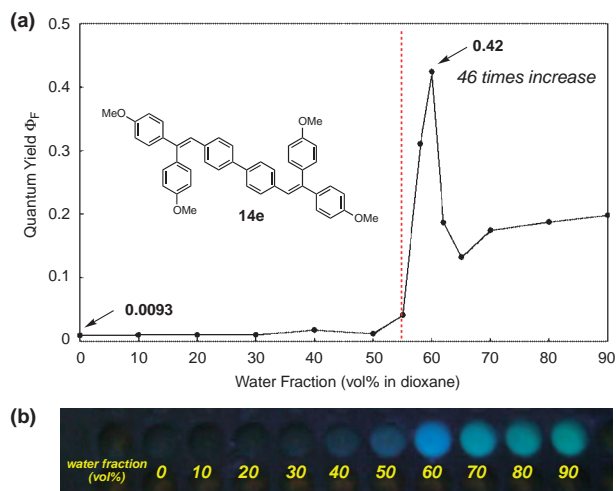 (a)
0.5
0.4
0.3
0.2
0.1
0
Quantum Yield ΦF
0.42
46 times increase
MeO
OMe
MeO
OMe
14e
0.0093
0 10 20 30 40 50 60 70 80 90
Water Fraction (vol% in dioxane)
(b)
water fraction
(vol%)
0 10 20 30 40 50 60 70 80 90